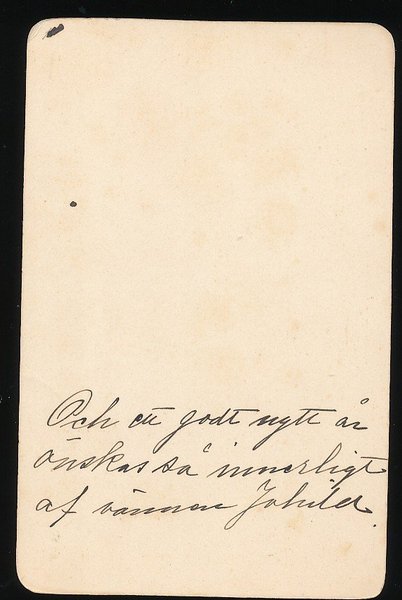 Och ett godt nytt år
önskas så innerligt
af vännen